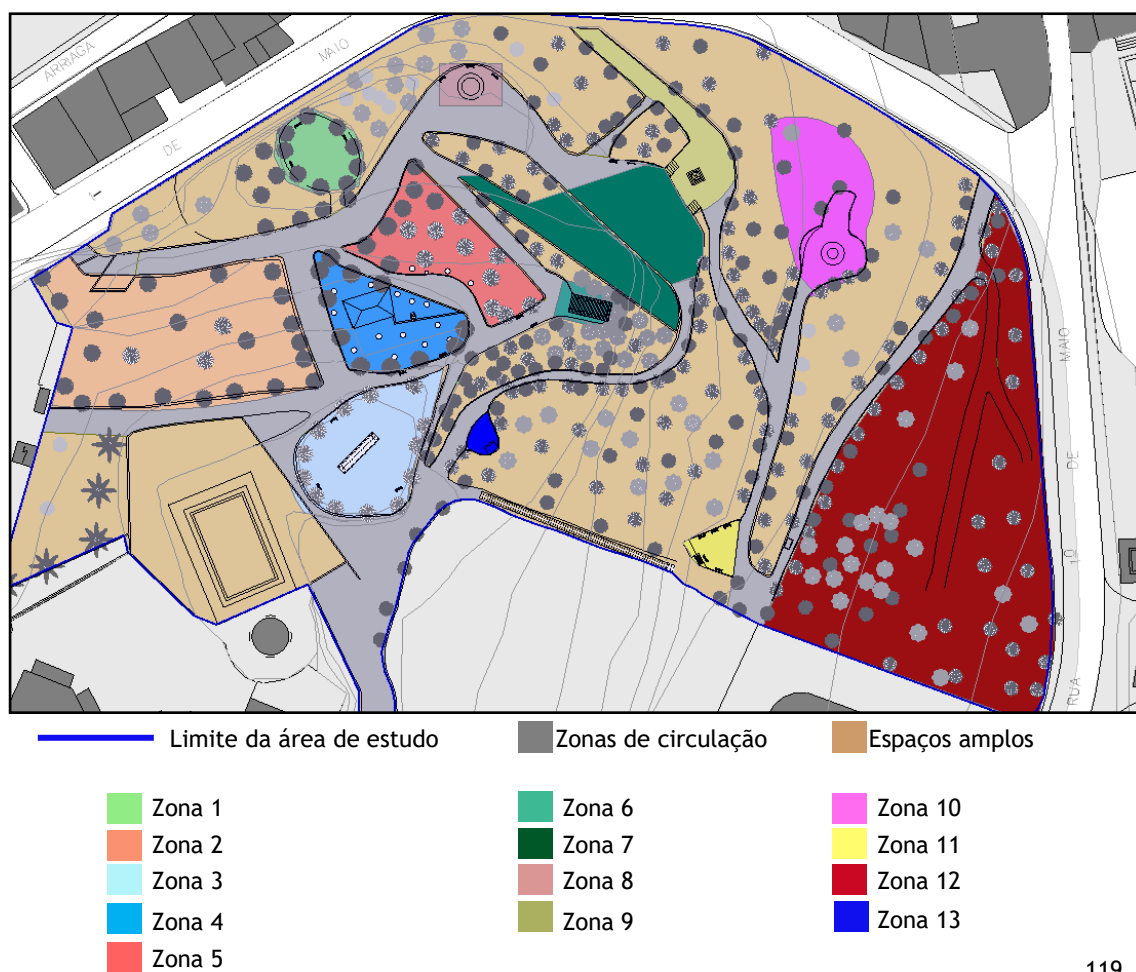 ARRIAGA
1 DE MAIO
RUA 1O DE MAIO
Limite da área de estudo
Zonas de circulação
Espaços amplos
Zona 1
Zona 2
Zona 3
Zona 4
Zona 5
Zona 6
Zona 7
Zona 8
Zona 9
Zona 10
Zona 11
Zona 12
Zona 13
119